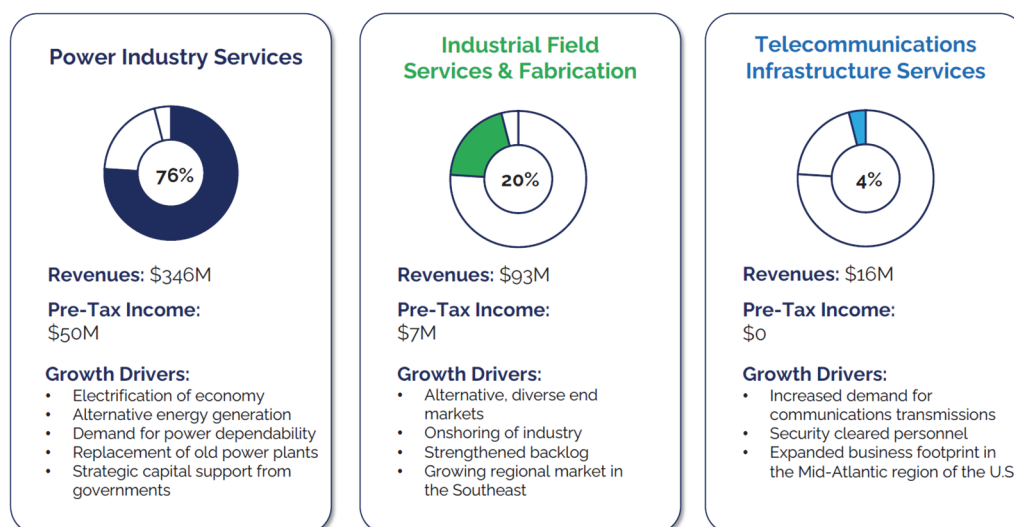 Power Industry Services
76%
Revenues: $346M
Pre-Tax Income:
$50M
Growth Drivers:
• Electrification of economy
• Alternative energy generation
• Demand for power dependability
• Replacement of old power plants
• Strategic capital support from
governments
Industrial Field
Services & Fabrication
20%
Revenues: $93M
Pre-Tax Income:
$7M
Growth Drivers:
• Alternative, diverse end
markets
• Onshoring of industry
• Strengthened backlog
• Growing regional market in
the Southeast
Telecommunications
Infrastructure Services
4%
Revenues: $16M
Pre-Tax Income:
$0
Growth Drivers:
• Increased demand for
communications transmissions
• Security cleared personnel
• Expanded business footprint in
the Mid-Atlantic region of the U.S